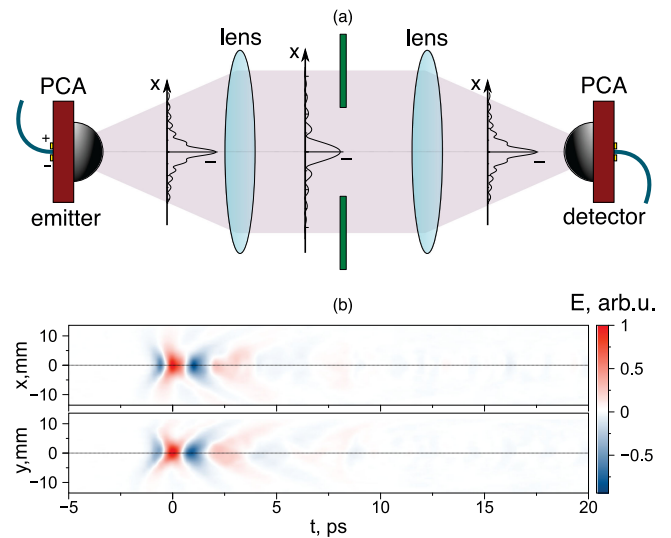 (a)
lens
lens
PCA
x
x
x
PCA
+
-
I
I
I
emitter
detector
(b)
E, arb.u.
x,mm
10
0
-10
1
0.5
0
-0.5
y,mm
10
0
-10
-5
0
5
10
15
20
t, ps